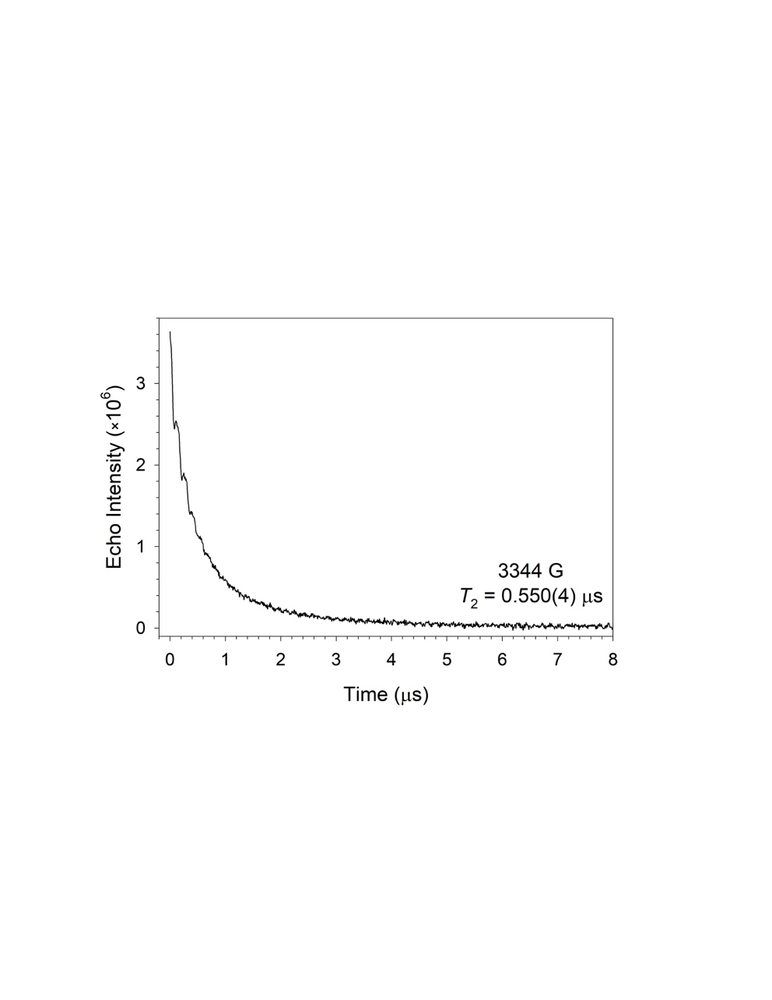 Echo Intensity (×10⁶)
3
2
1
0
3344 G
T₂ = 0.550(4) μs
0 1 2 3 4 5 6 7 8
Time (μs)